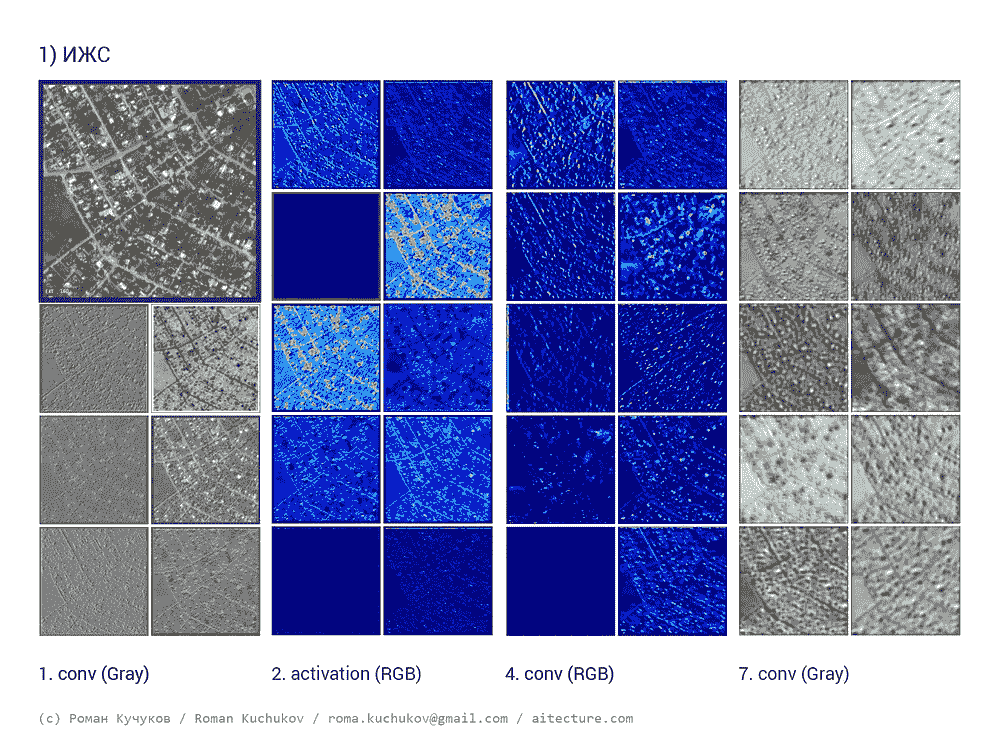 1) ИЖС
1. conv (Gray)
2. activation (RGB)
4. conv (RGB)
7. conv (Gray)
(c) Роман Кучуков / Roman Kuchukov / roma.kuchukov@gmail.com / aitecture.com